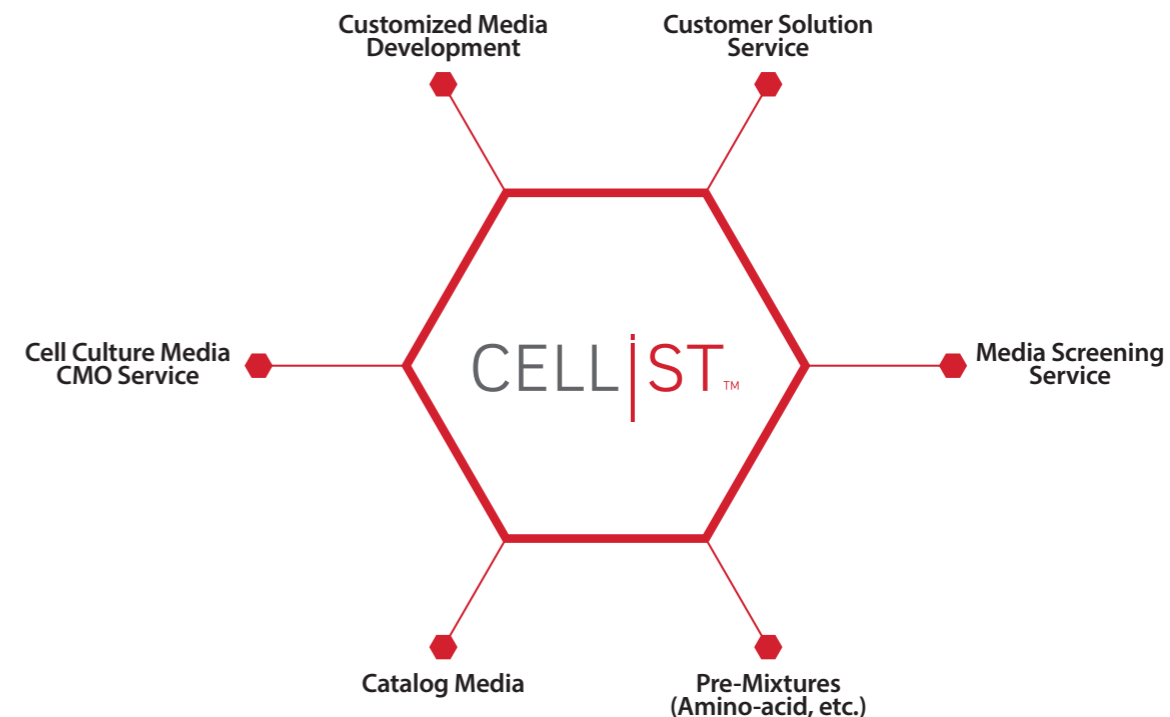 Customized Media
Development
Customer Solution
Service
Cell Culture Media
CMO Service
CELLiST™
Media Screening
Service
Catalog Media
Pre-Mixtures
(Amino-acid, etc.)